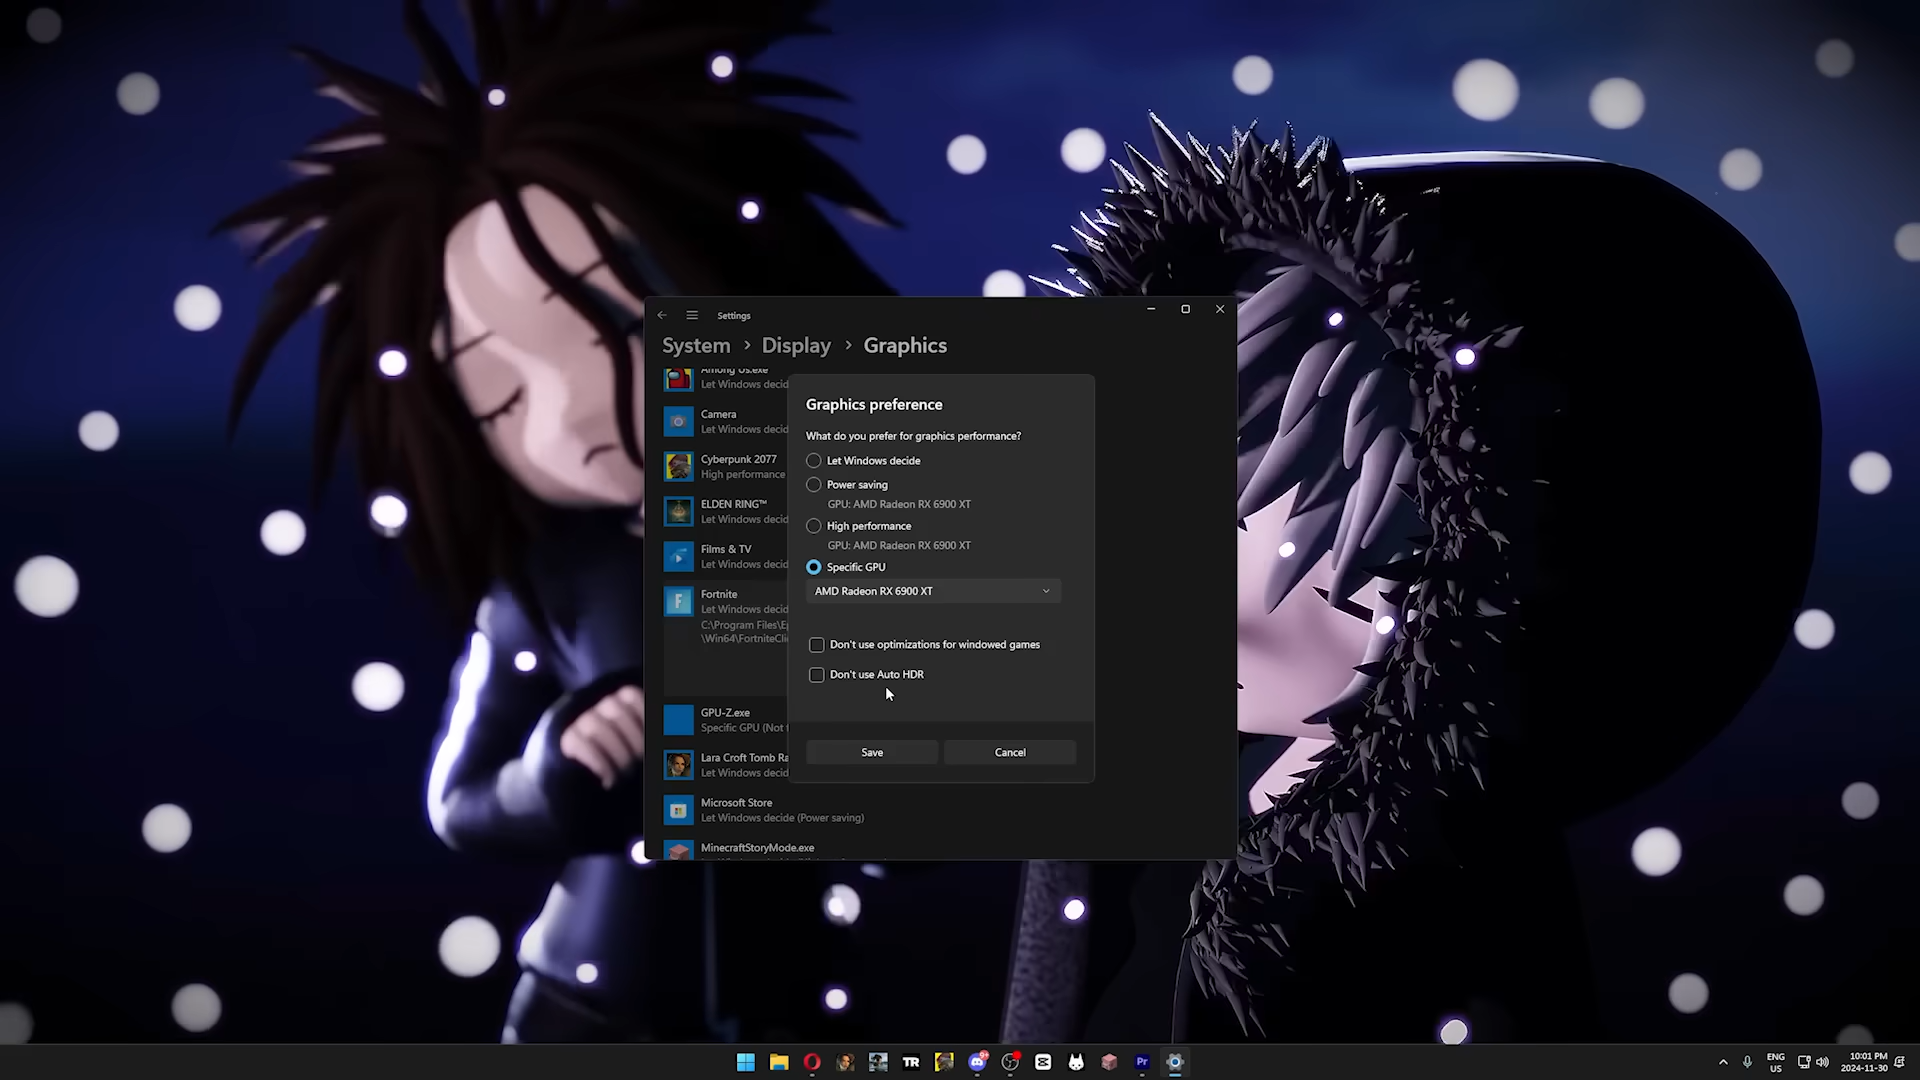 Settings
System > Display > Graphics
Among Us.exe
Let Windows decid
Camera
Let Windows decid
Cyberpunk 2077
High performance
ELDEN RING™
Let Windows decid
Films & TV
Let Windows decid
Fortnite
Let Windows decid
C:\Program Files\Ep
\Win64\FortniteClie
GPU-Z.exe
Specific GPU (Not f
Lara Croft Tomb Ra
Let Windows decid
Microsoft Store
Let Windows decide (Power saving)
MinecraftStoryMode.exe
Graphics preference
What do you prefer for graphics performance?
Let Windows decide
Power saving
GPU: AMD Radeon RX 6900 XT
High performance
GPU: AMD Radeon RX 6900 XT
Specific GPU
AMD Radeon RX 6900 XT
Don't use optimizations for windowed games
Don't use Auto HDR
Save
Cancel
F
TR
Pr
ENG
US
10:01 PM
2024-11-30